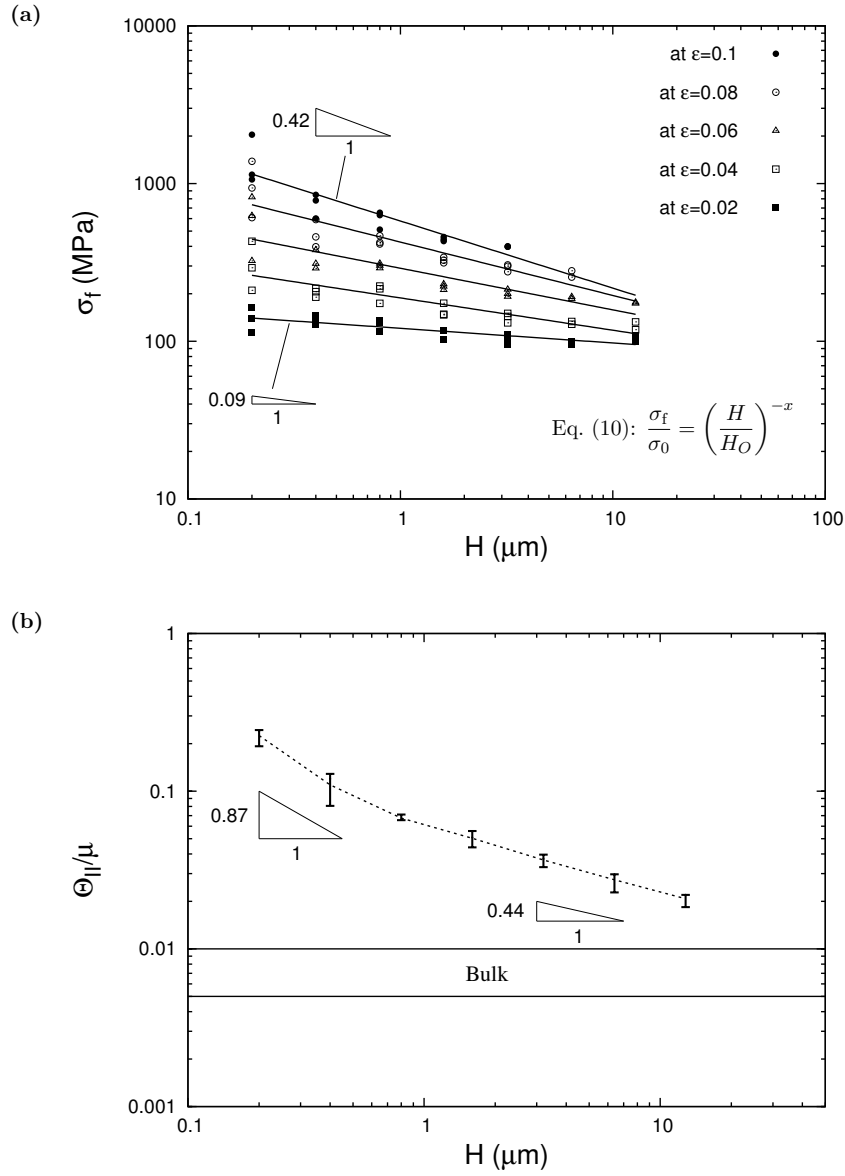 (a)
10000
1000
100
10
σf (MPa)
0.1
1
10
100
H (μm)
at ε=0.1
at ε=0.08
at ε=0.06
at ε=0.04
at ε=0.02
0.42
1
0.09
1
Eq. (10): σf/σ0 = (H/HO)^−x
(b)
1
0.1
0.01
0.001
ΘII/μ
0.1
1
10
H (μm)
0.87
1
0.44
1
Bulk